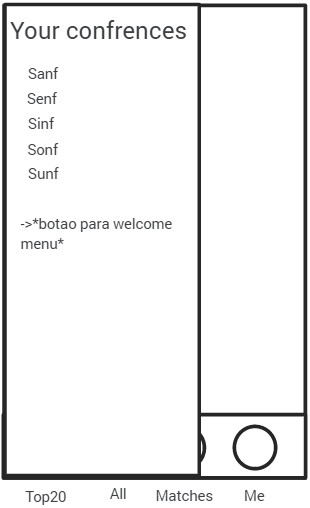 Your confrences
Sanf
Senf
Sinf
Sonf
Sunf
->*botao para welcome
menu*
Top20 All Matches Me